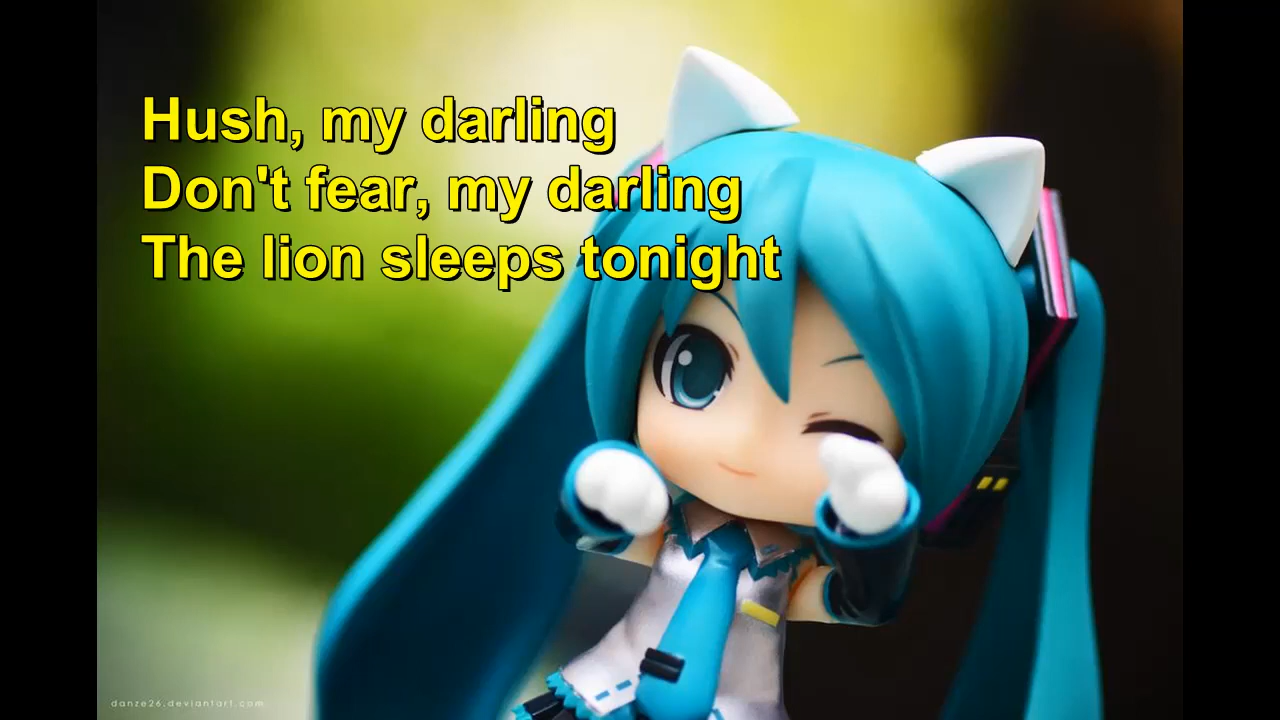 Hush, my darling
Don't fear, my darling
The lion sleeps tonight
danze26.deviantart.com